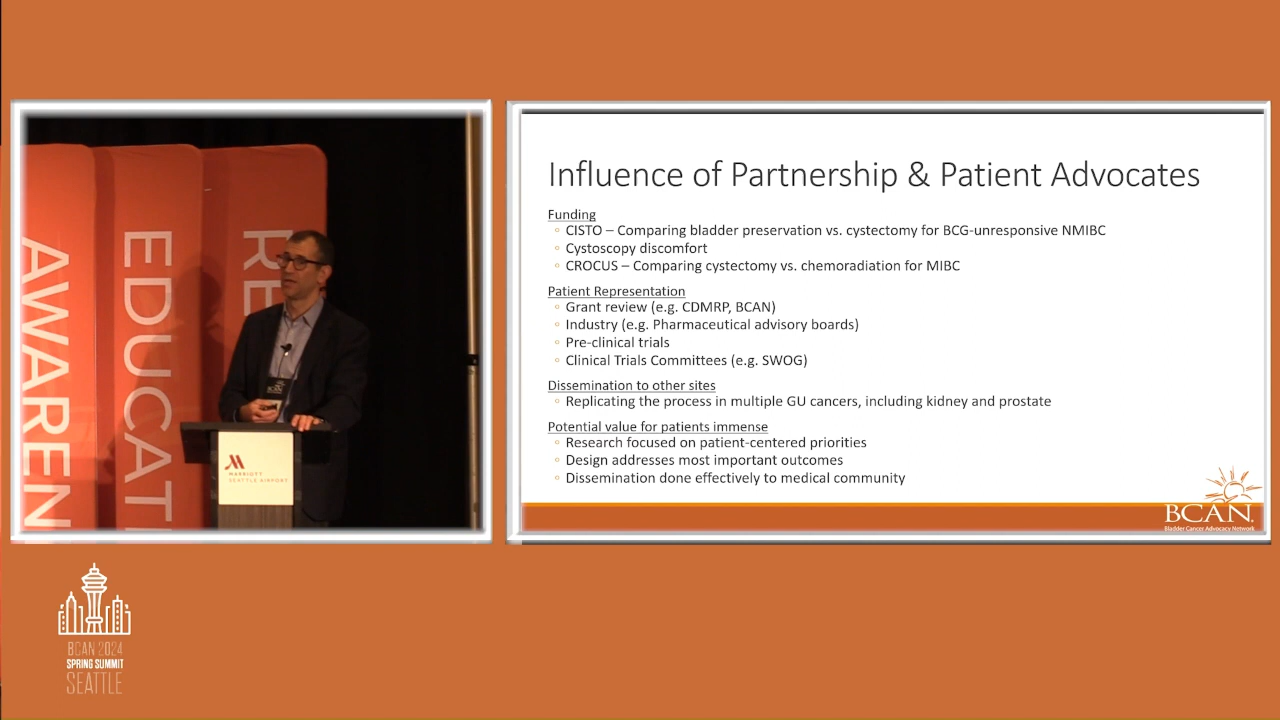 AWAREN
EDUCAT
RE
BCAN
MARRIOTT
SEATTLE AIRPORT
Influence of Partnership & Patient Advocates
Funding
◦ CISTO – Comparing bladder preservation vs. cystectomy for BCG-unresponsive NMIBC
◦ Cystoscopy discomfort
◦ CROCUS – Comparing cystectomy vs. chemoradiation for MIBC
Patient Representation
◦ Grant review (e.g. CDMRP, BCAN)
◦ Industry (e.g. Pharmaceutical advisory boards)
◦ Pre-clinical trials
◦ Clinical Trials Committees (e.g. SWOG)
Dissemination to other sites
◦ Replicating the process in multiple GU cancers, including kidney and prostate
Potential value for patients immense
◦ Research focused on patient-centered priorities
◦ Design addresses most important outcomes
◦ Dissemination done effectively to medical community
BCAN
Bladder Cancer Advocacy Network
BCAN 2024
SPRING SUMMIT
SEATTLE